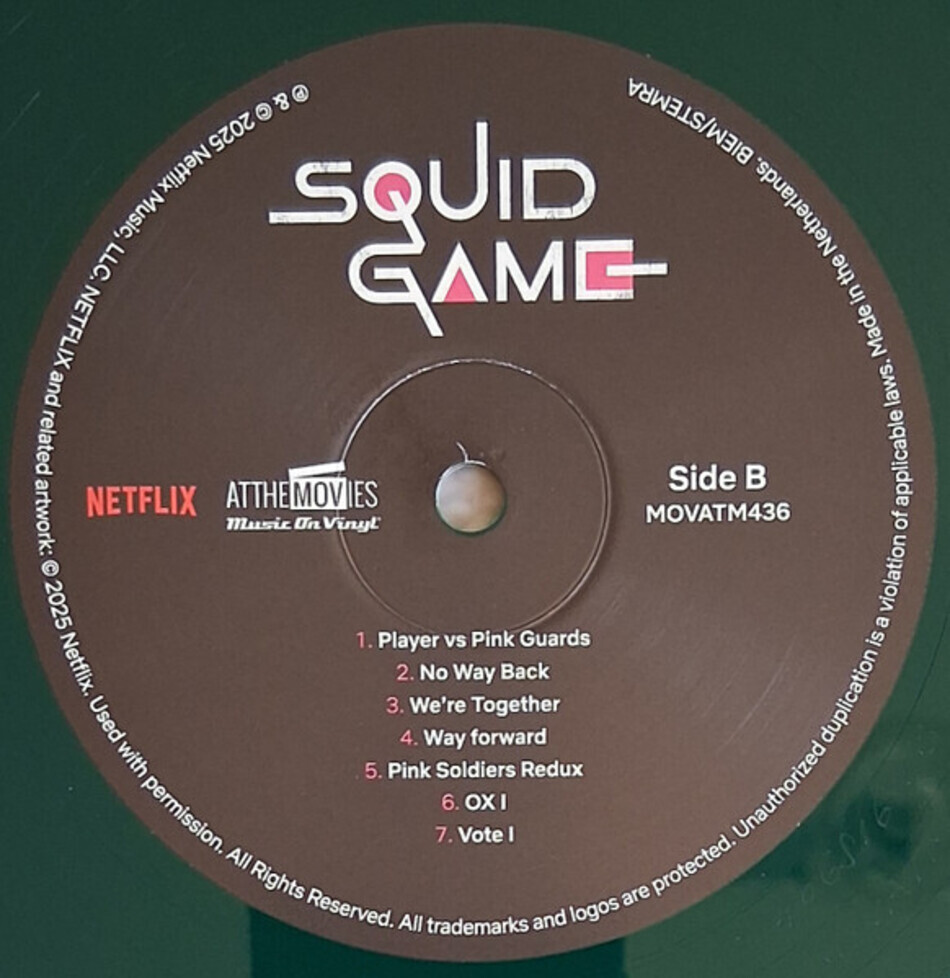 SQUID
GAME
NETFLIX
ATTHEMOVIES
Music On Vinyl
Side B
MOVATM436
1. Player vs Pink Guards
2. No Way Back
3. We're Together
4. Way forward
5. Pink Soldiers Redux
6. OX I
7. Vote I
℗ & © 2025 Netflix Music, LLC. NETFLIX and related artwork: © 2025 Netflix. Used with permission. All Rights Reserved. All trademarks and logos are protected. Unauthorized duplication is a violation of applicable laws. Made in the Netherlands. BIEM/STEMRA